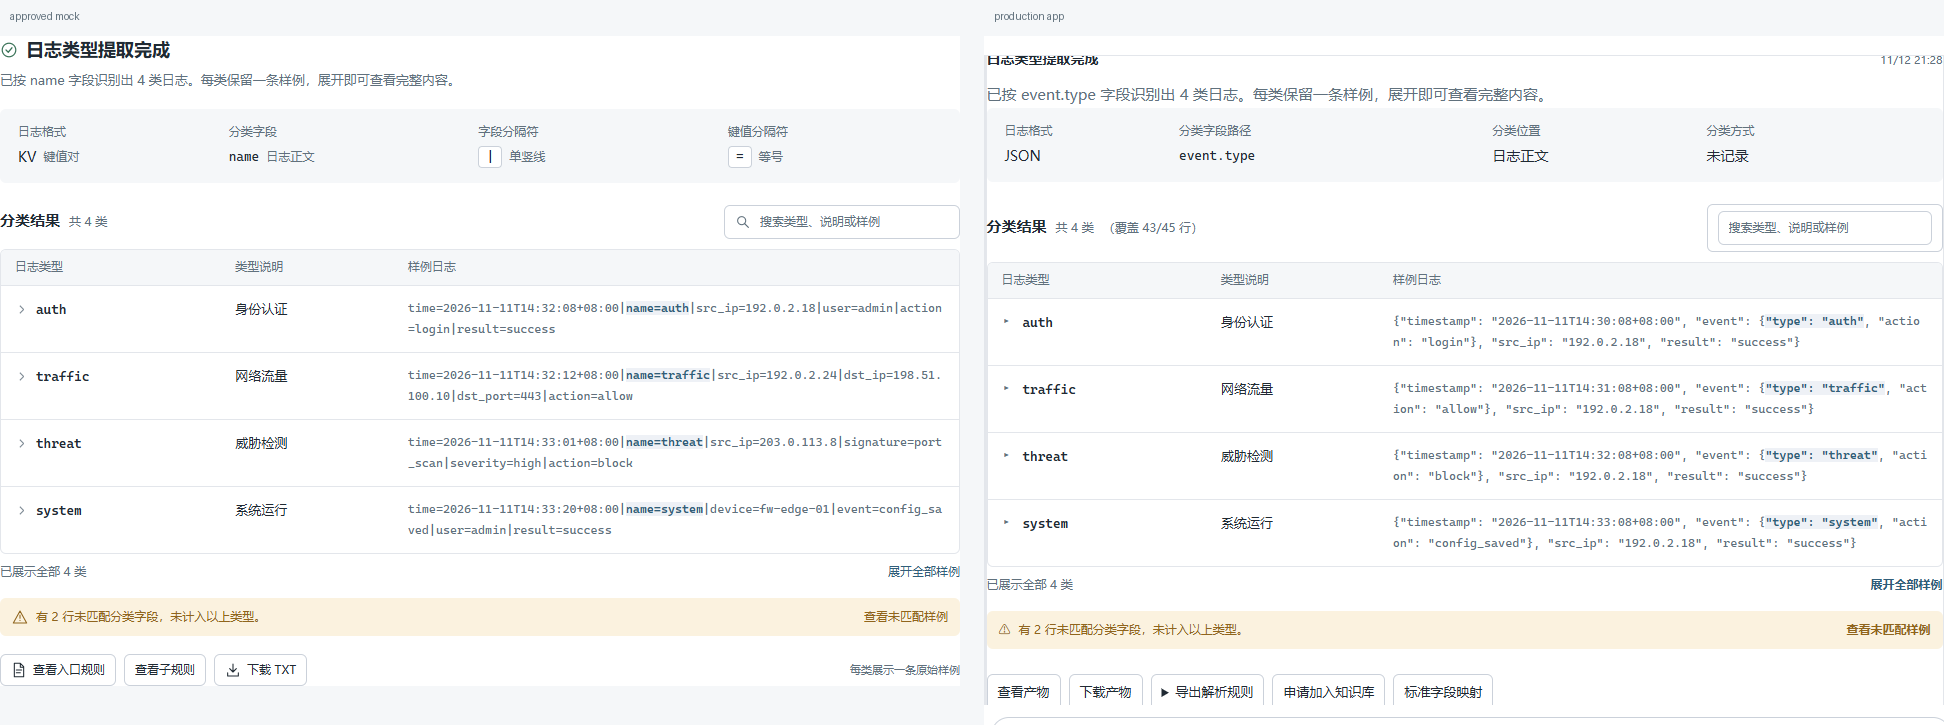 approved mock
日志类型提取完成
已按 name 字段识别出 4 类日志。每类保留一条样例，展开即可查看完整内容。
日志格式 分类字段 字段分隔符 键值分隔符
KV 键值对 name 日志正文 | 单竖线 = 等号
分类结果 共 4 类 搜索类型、说明或样例
日志类型 类型说明 样例日志
auth 身份认证 time=2026-11-11T14:32:08+08:00|name=auth|src_ip=192.0.2.18|user=admin|action
=login|result=success
traffic 网络流量 time=2026-11-11T14:32:12+08:00|name=traffic|src_ip=192.0.2.24|dst_ip=198.51.
100.10|dst_port=443|action=allow
threat 威胁检测 time=2026-11-11T14:33:01+08:00|name=threat|src_ip=203.0.113.8|signature=port
_scan|severity=high|action=block
system 系统运行 time=2026-11-11T14:33:20+08:00|name=system|device=fw-edge-01|event=config_sa
ved|user=admin|result=success
已展示全部 4 类 展开全部样例
有 2 行未匹配分类字段，未计入以上类型。 查看未匹配样例
查看入口规则 查看子规则 下载 TXT 每类展示一条原始样例
production app
日志类型提取完成 11/12 21:28
已按 event.type 字段识别出 4 类日志。每类保留一条样例，展开即可查看完整内容。
日志格式 分类字段路径 分类位置 分类方式
JSON event.type 日志正文 未记录
分类结果 共 4 类 （覆盖 43/45 行） 搜索类型、说明或样例
日志类型 类型说明 样例日志
auth 身份认证 {"timestamp": "2026-11-11T14:30:08+08:00", "event": {"type": "auth", "actio
n": "login"}, "src_ip": "192.0.2.18", "result": "success"}
traffic 网络流量 {"timestamp": "2026-11-11T14:31:08+08:00", "event": {"type": "traffic", "act
ion": "allow"}, "src_ip": "192.0.2.18", "result": "success"}
threat 威胁检测 {"timestamp": "2026-11-11T14:32:08+08:00", "event": {"type": "threat", "acti
on": "block"}, "src_ip": "192.0.2.18", "result": "success"}
system 系统运行 {"timestamp": "2026-11-11T14:33:08+08:00", "event": {"type": "system", "acti
on": "config_saved"}, "src_ip": "192.0.2.18", "result": "success"}
已展示全部 4 类 展开全部样例
有 2 行未匹配分类字段，未计入以上类型。 查看未匹配样例
查看产物 下载产物 导出解析规则 申请加入知识库 标准字段映射